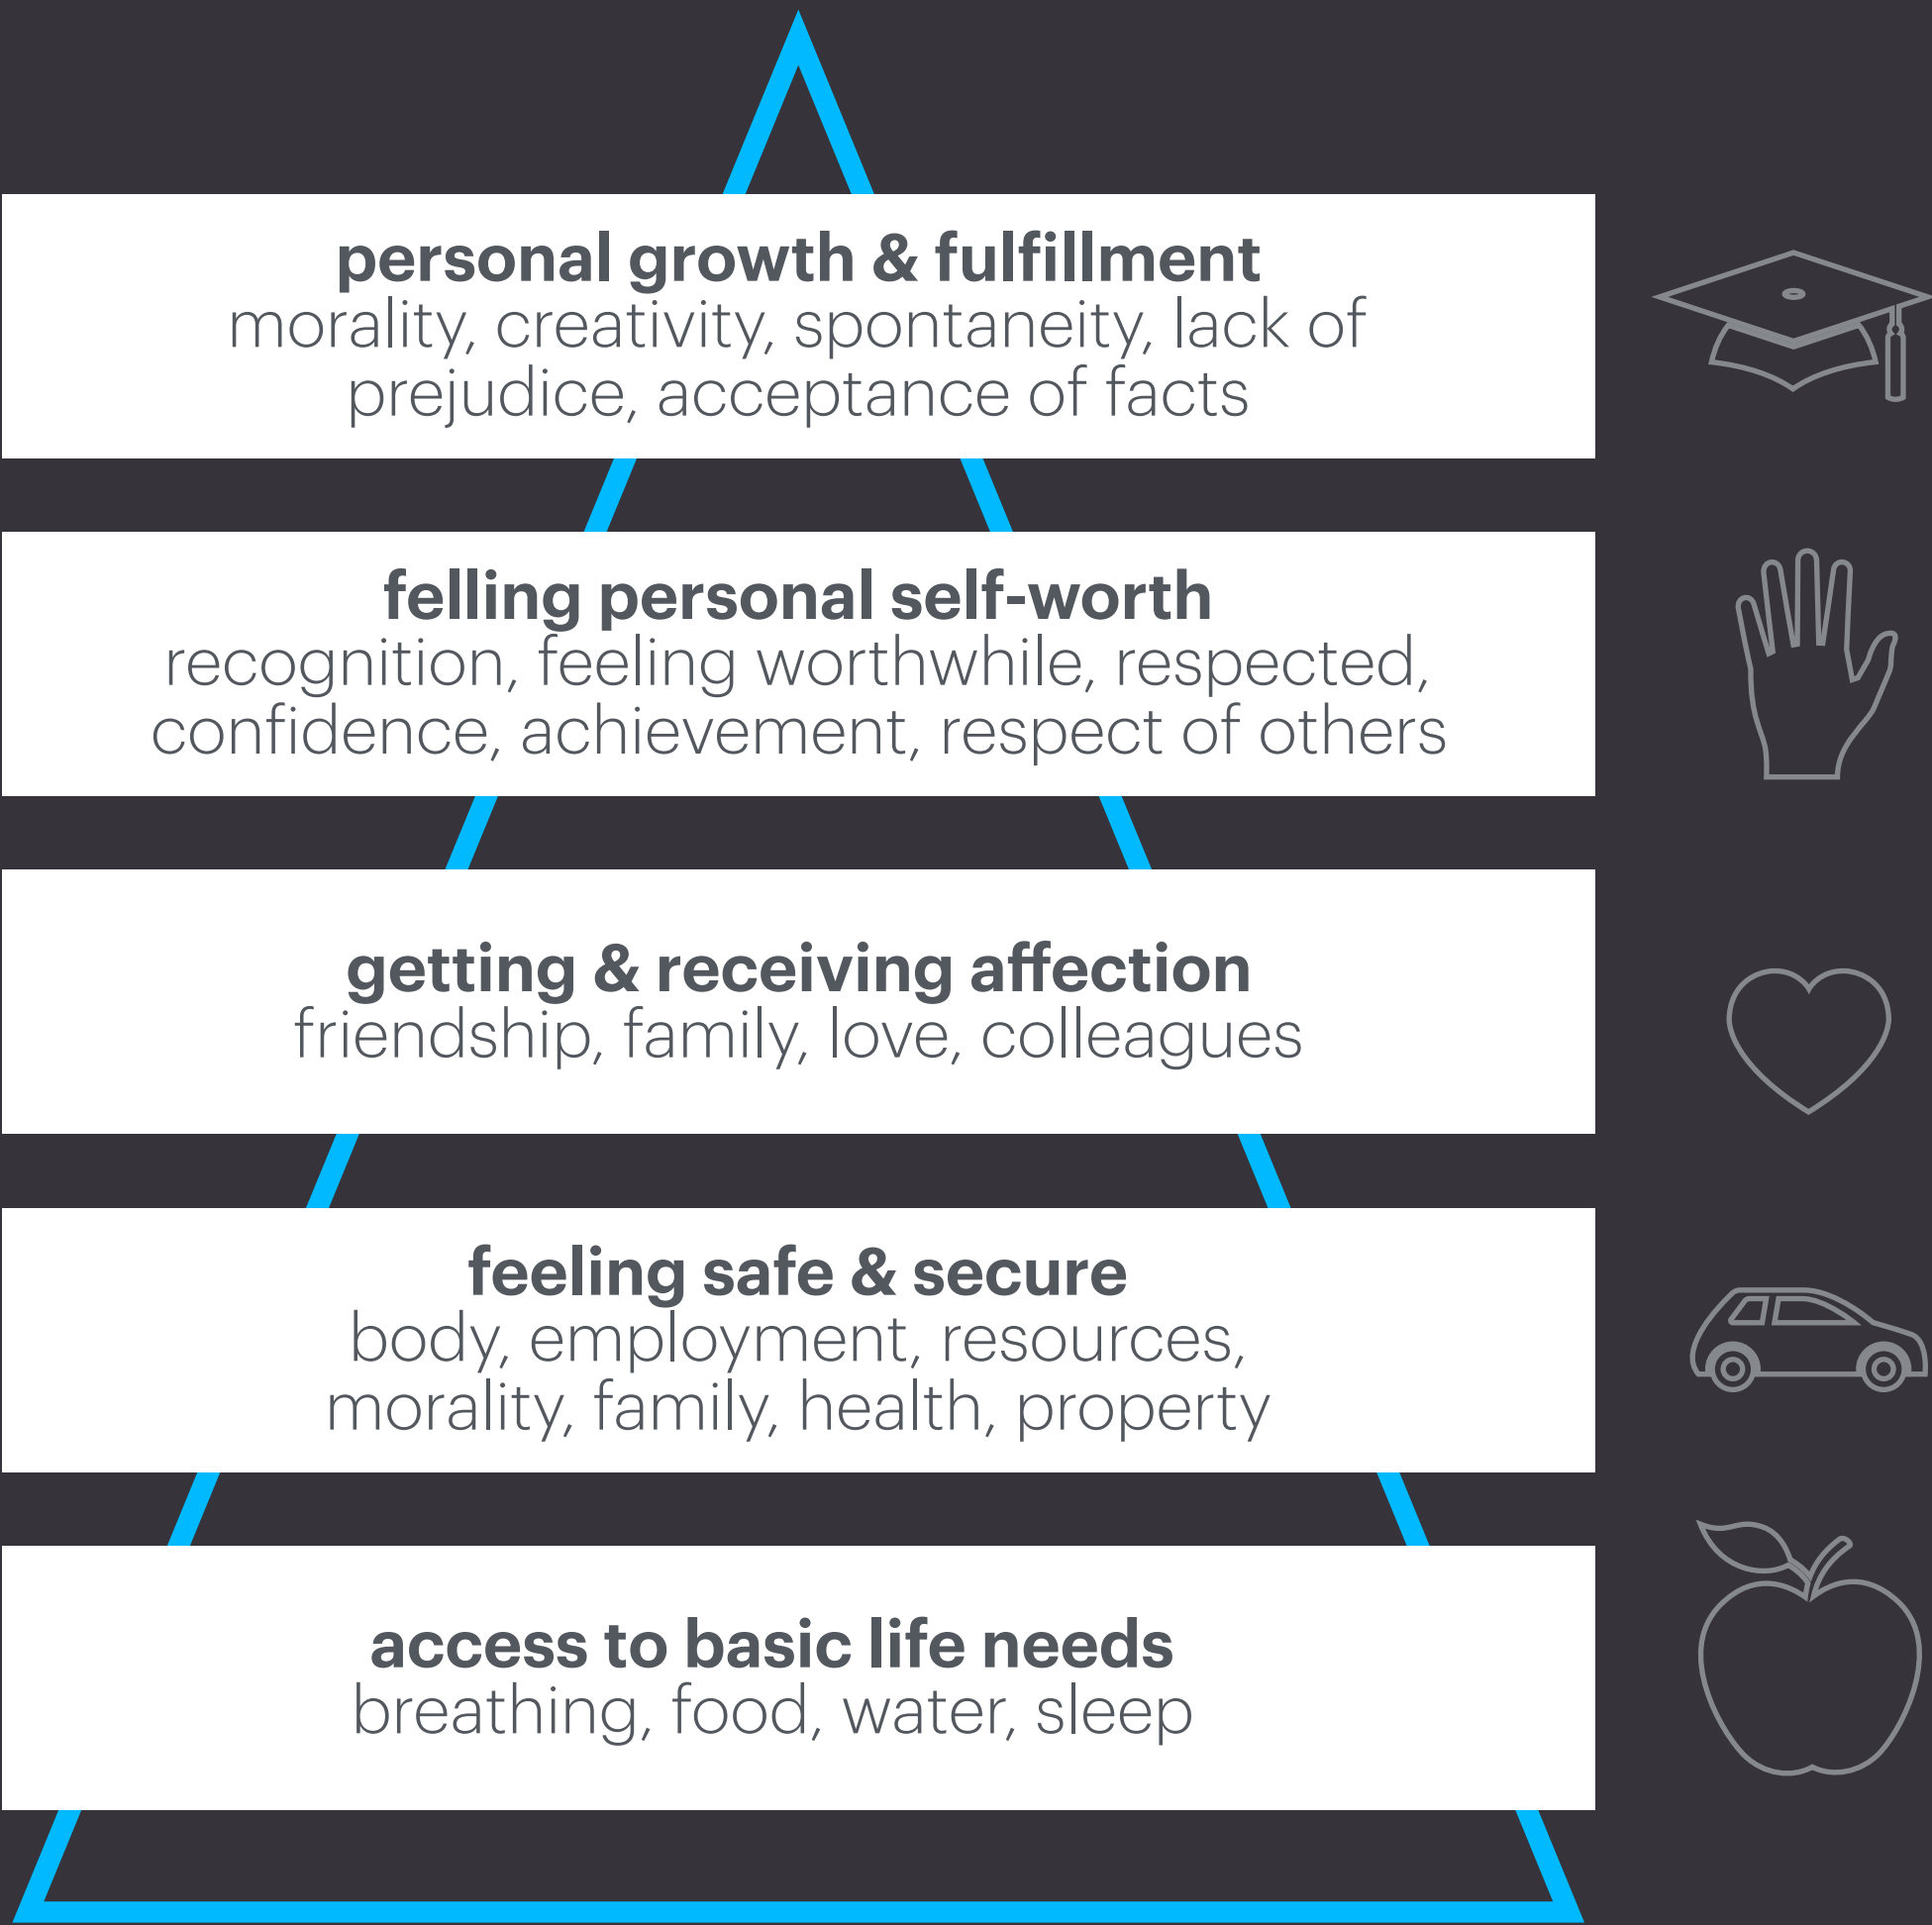 personal growth & fulfillment
morality, creativity, spontaneity, lack of
prejudice, acceptance of facts
felling personal self-worth
recognition, feeling worthwhile, respected,
confidence, achievement, respect of others
getting & receiving affection
friendship, family, love, colleagues
feeling safe & secure
body, employment, resources,
morality, family, health, property
access to basic life needs
breathing, food, water, sleep